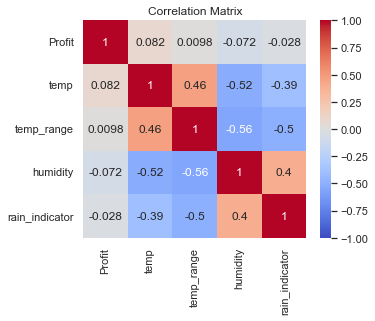 Correlation Matrix
Profit 1 0.082 0.0098 -0.072 -0.028
temp 0.082 1 0.46 -0.52 -0.39
temp_range 0.0098 0.46 1 -0.56 -0.5
humidity -0.072 -0.52 -0.56 1 0.4
rain_indicator -0.028 -0.39 -0.5 0.4 1
Profit temp temp_range humidity rain_indicator
1.00
0.75
0.50
0.25
0.00
−0.25
−0.50
−0.75
−1.00